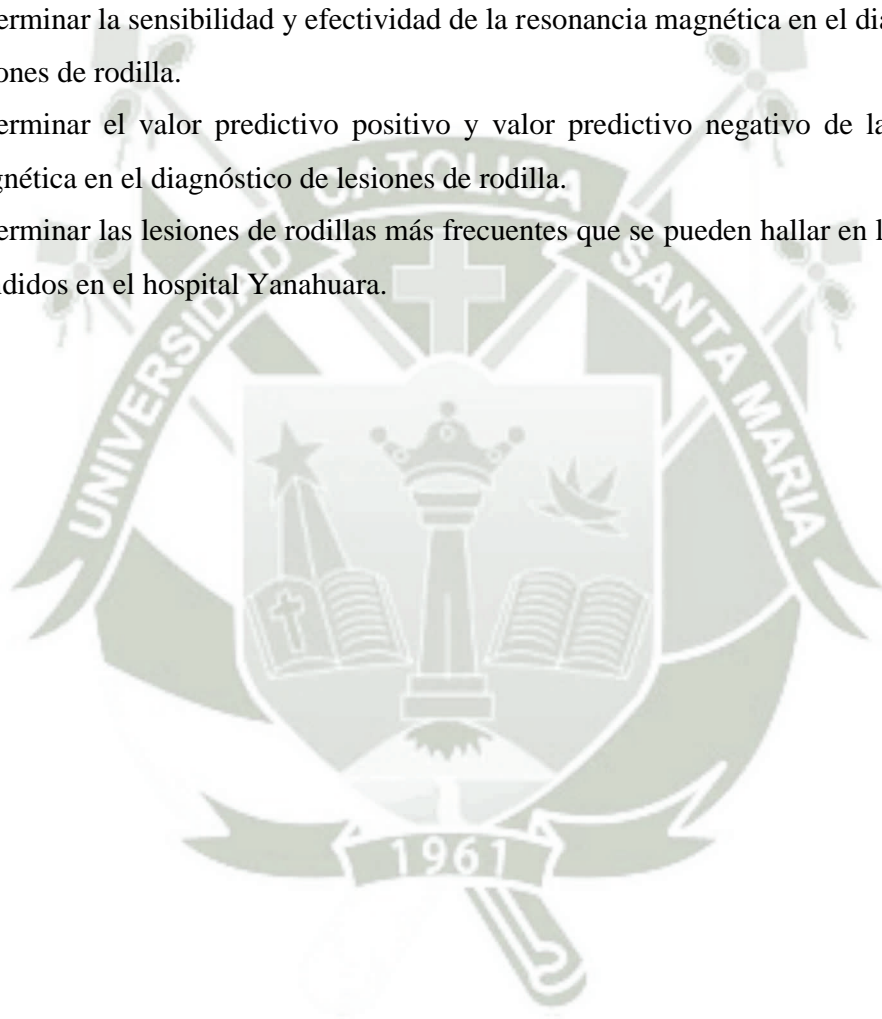 erminar la sensibilidad y efectividad de la resonancia magnética en el dia
ones de rodilla.
erminar el valor predictivo positivo y valor predictivo negativo de la
nética en el diagnóstico de lesiones de rodilla.
erminar las lesiones de rodillas más frecuentes que se pueden hallar en l
ndidos en el hospital Yanahuara.
UNIVERSIDAD CATOLICA SANTA MARIA
1961